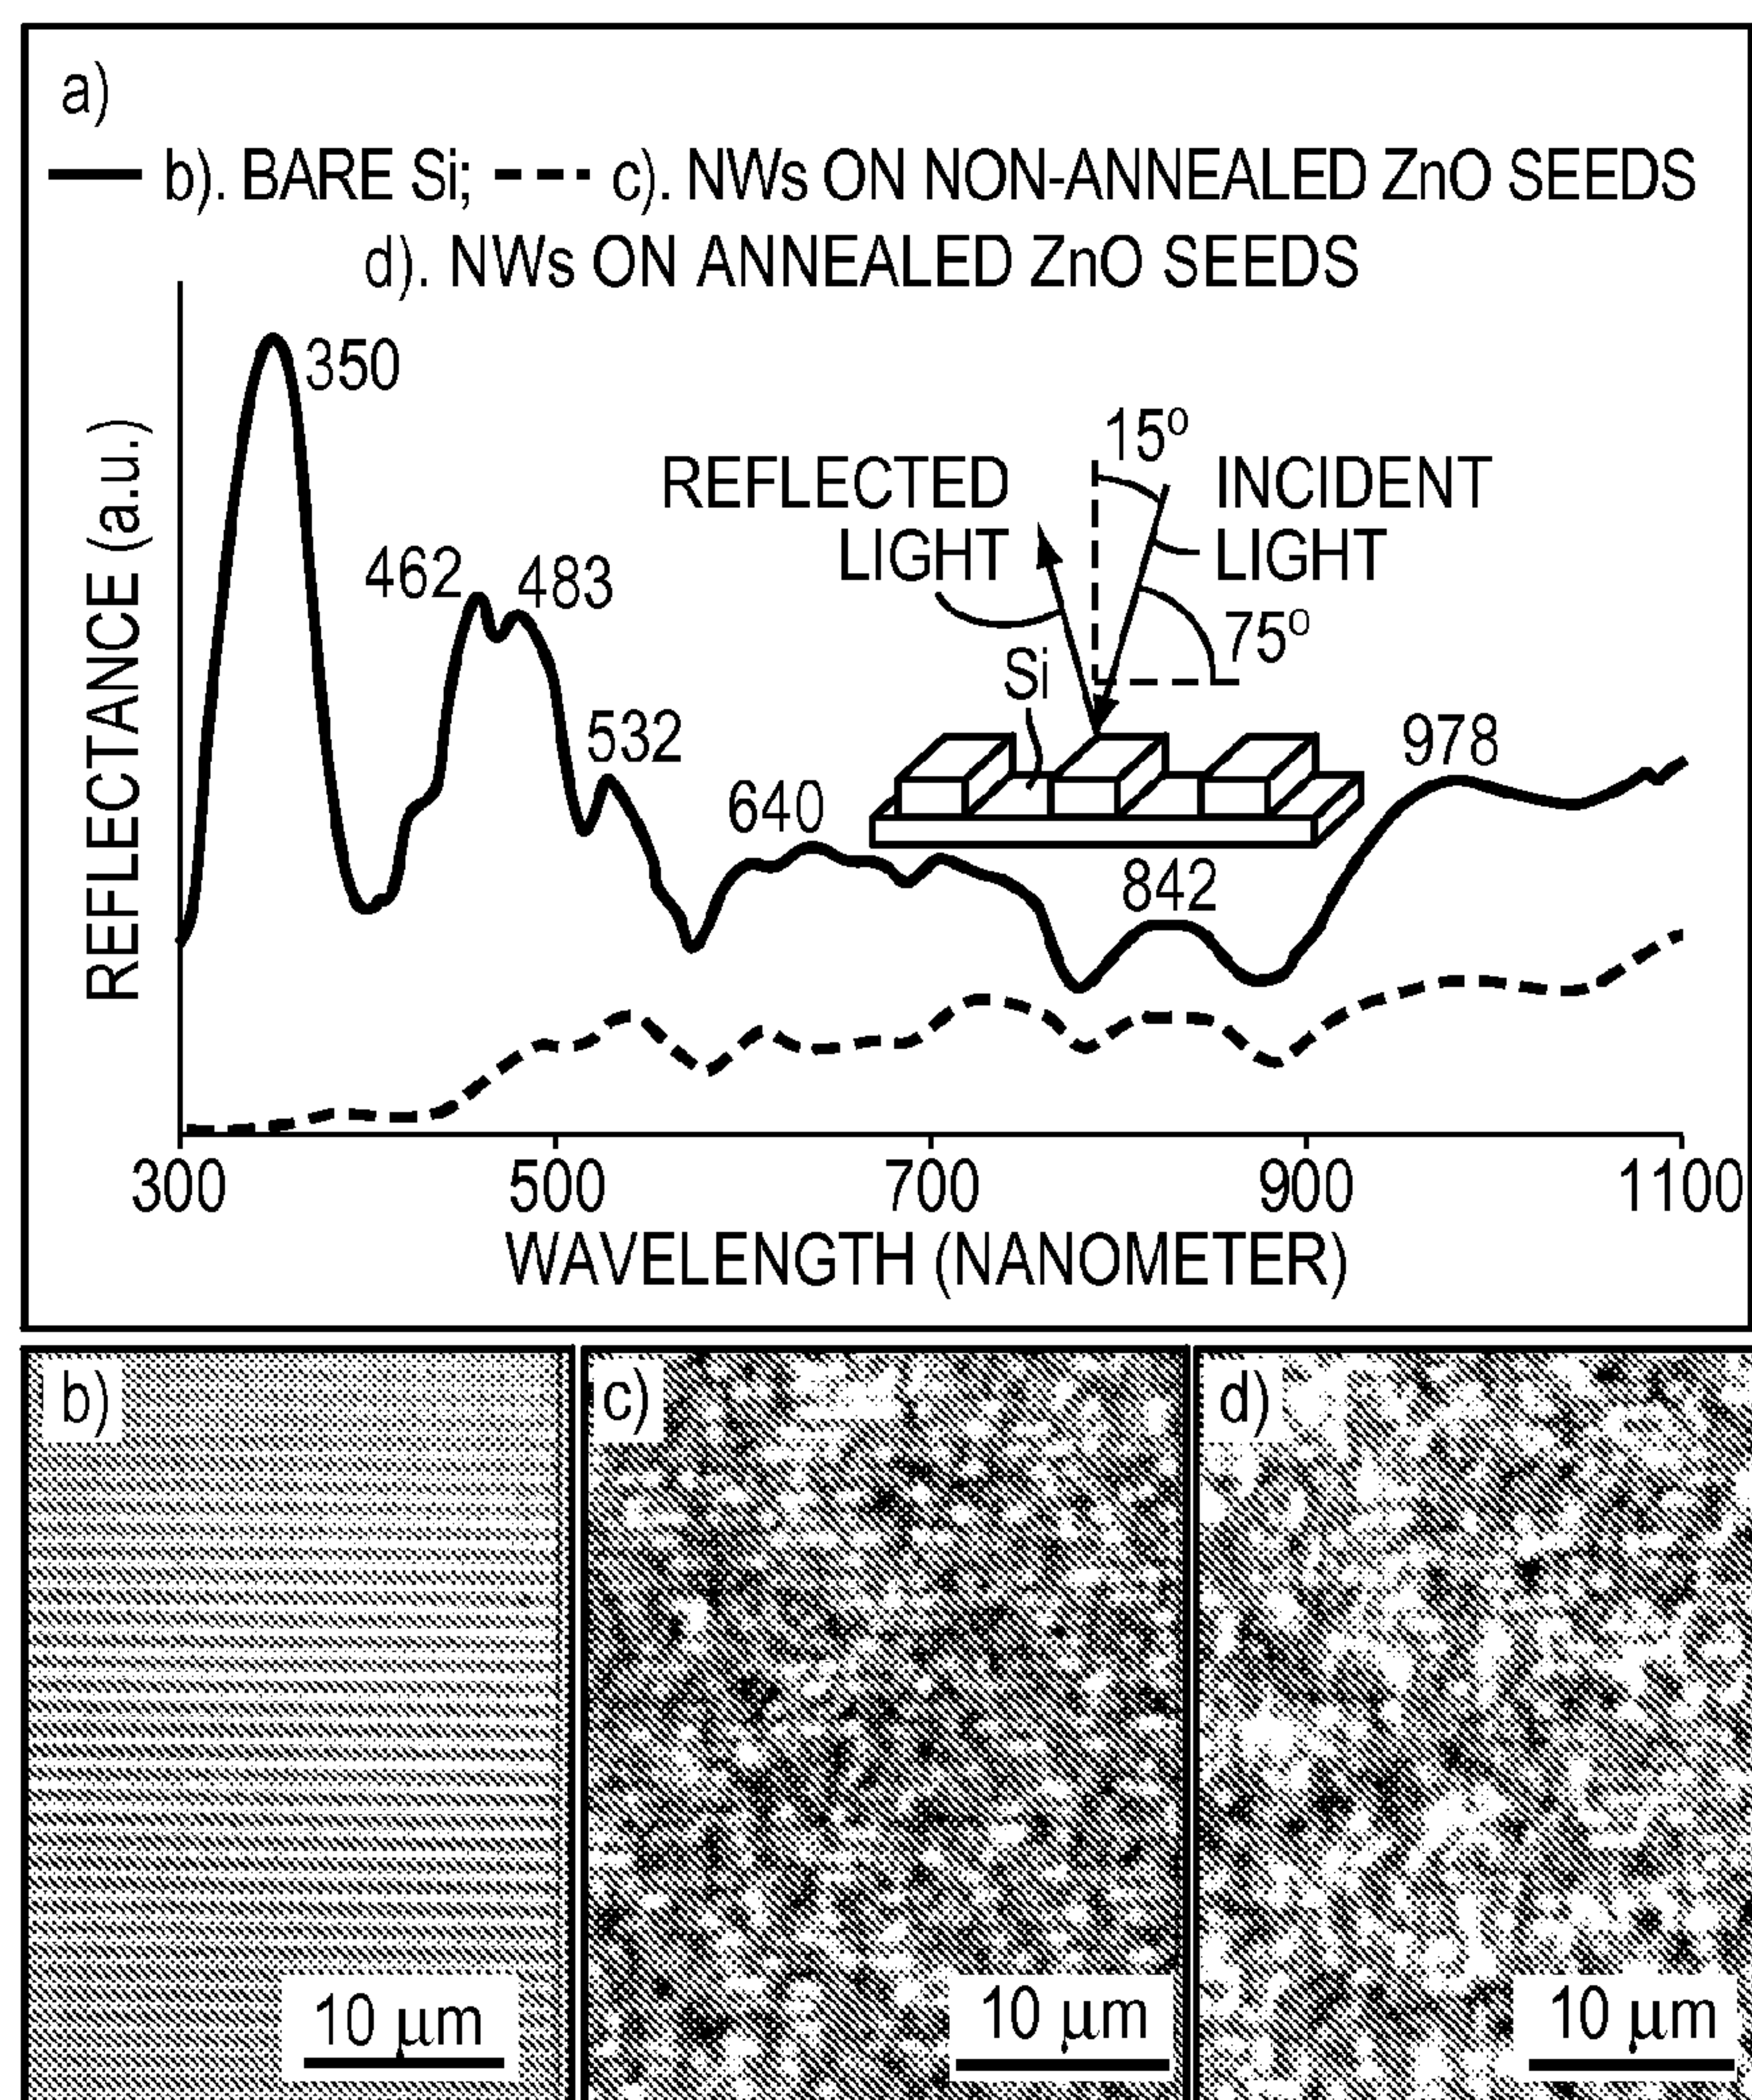 a)
b). BARE Si; c). NWs ON NON-ANNEALED ZnO SEEDS
d). NWs ON ANNEALED ZnO SEEDS
REFLECTANCE (a.u.)
350
462
483
532
640
REFLECTED
LIGHT
15º
INCIDENT
LIGHT
75º
Si
842
978
300
500
700
900
1100
WAVELENGTH (NANOMETER)
b)
10 µm
c)
10 µm
d)
10 µm